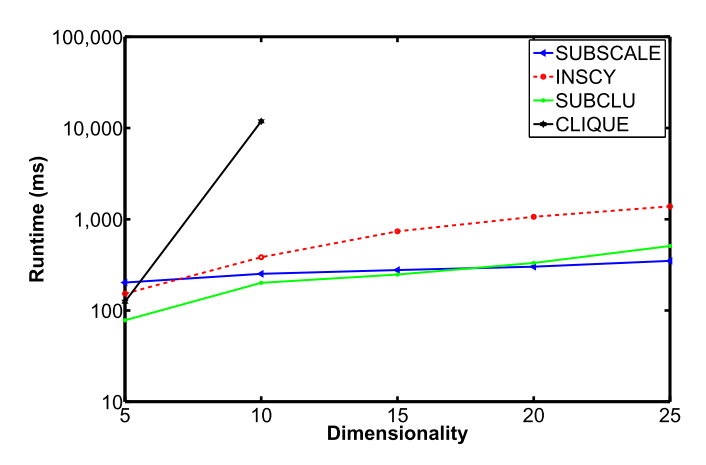 100,000
SUBSCALE
INSCY
SUBCLU
CLIQUE
10,000
1,000
100
10
Runtime (ms)
5
10
15
20
25
Dimensionality